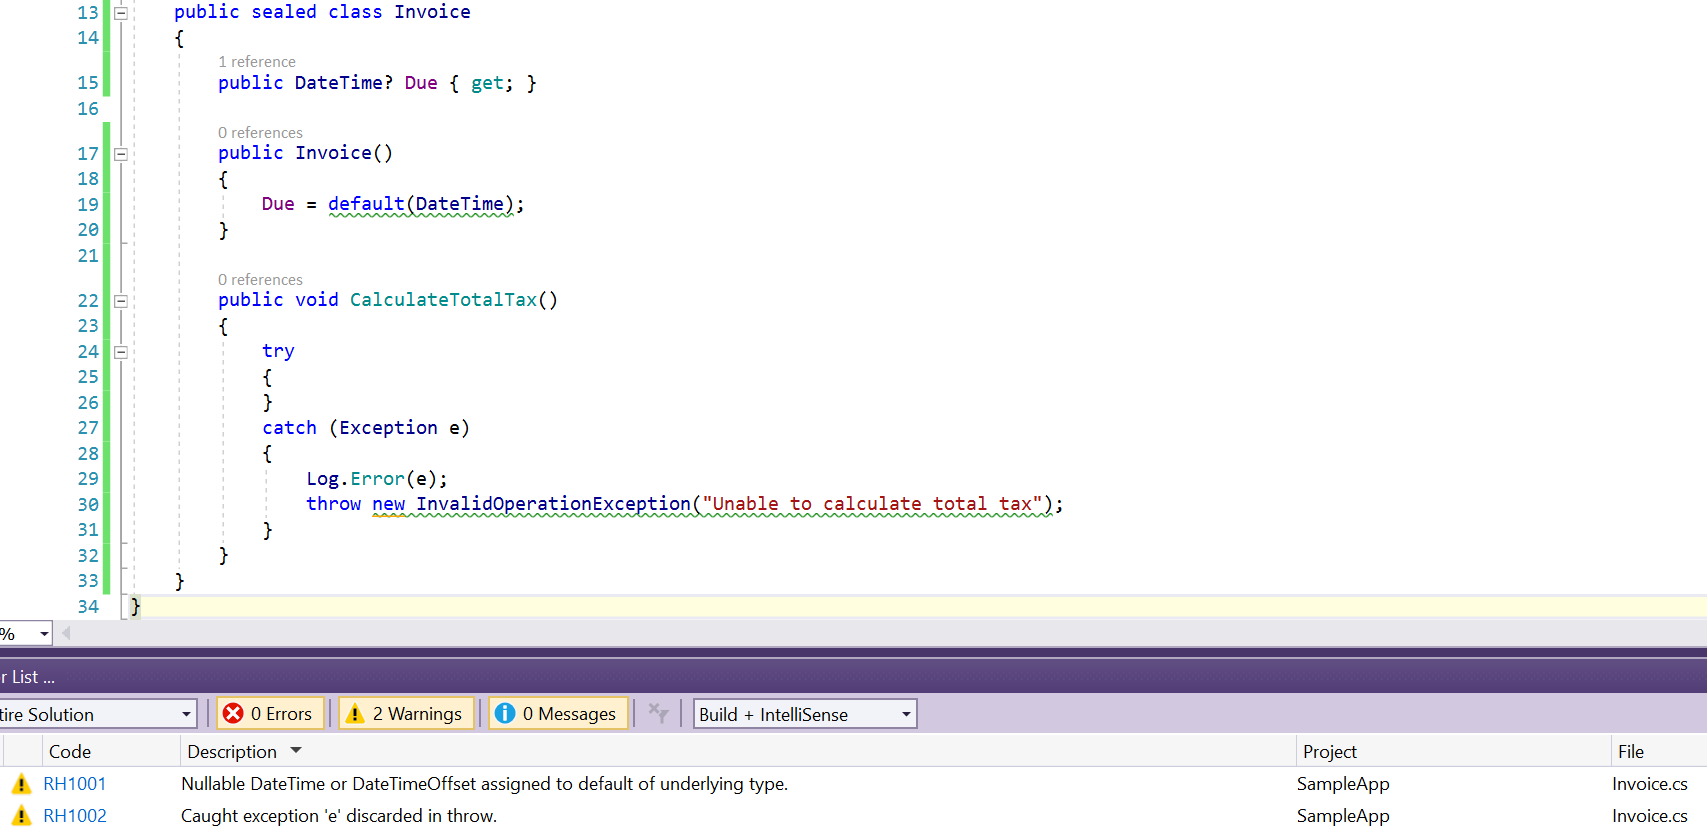 13 public sealed class Invoice
14 {
1 reference
15 public DateTime? Due { get; }
16
0 references
17 public Invoice()
18 {
19 Due = default(DateTime);
20 }
21
0 references
22 public void CalculateTotalTax()
23 {
24 try
25 {
26 }
27 catch (Exception e)
28 {
29 Log.Error(e);
30 throw new InvalidOperationException("Unable to calculate total tax");
31 }
32 }
33 }
34 }
%
r List ...
tire Solution 0 Errors 2 Warnings 0 Messages Build + IntelliSense
Code Description Project File
RH1001 Nullable DateTime or DateTimeOffset assigned to default of underlying type. SampleApp Invoice.cs
RH1002 Caught exception 'e' discarded in throw. SampleApp Invoice.cs